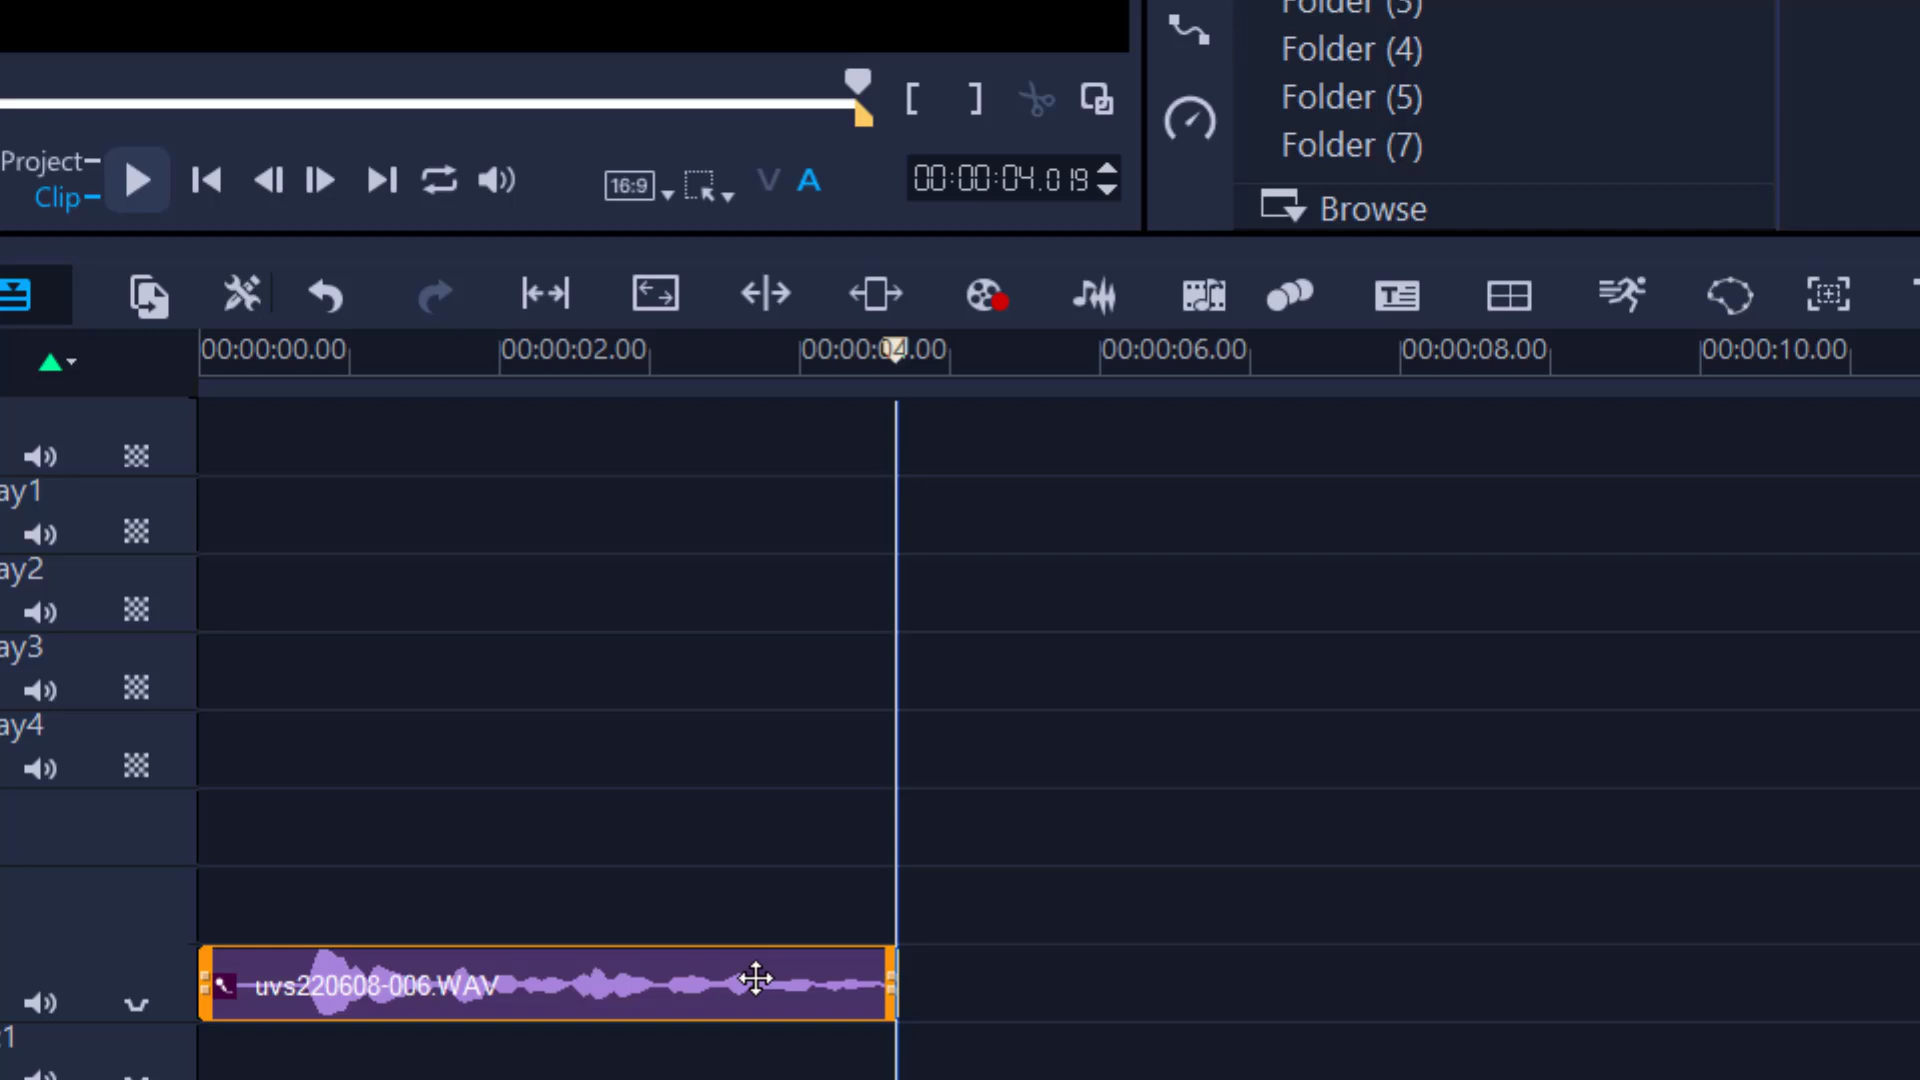 Folder (3)
Folder (4)
Folder (5)
Folder (7)
Browse
Project
Clip
16:9
V
A
00:00:04.019
00:00:00.00
00:00:02.00
00:00:04.00
00:00:06.00
00:00:08.00
00:00:10.00
ay1
ay2
ay3
ay4
uvs220608-006.WAV
:1